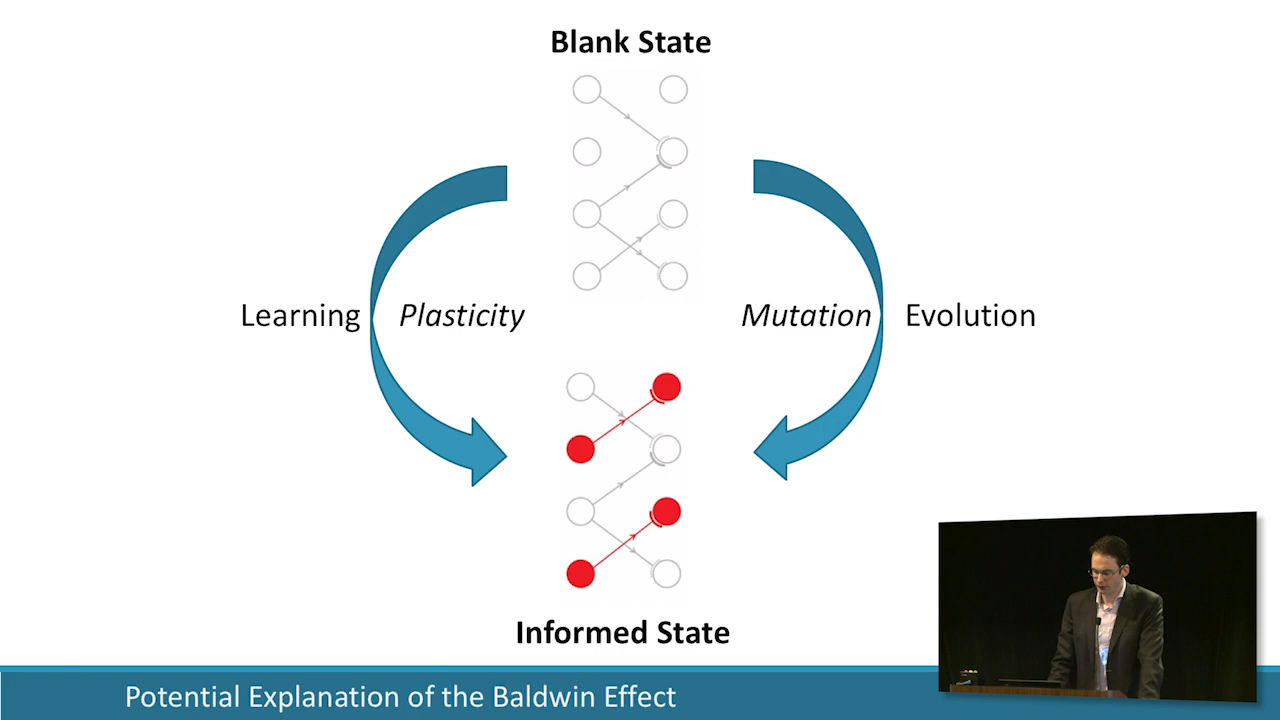 Blank State
Learning
Plasticity
Mutation
Evolution
Informed State
Potential Explanation of the Baldwin Effect